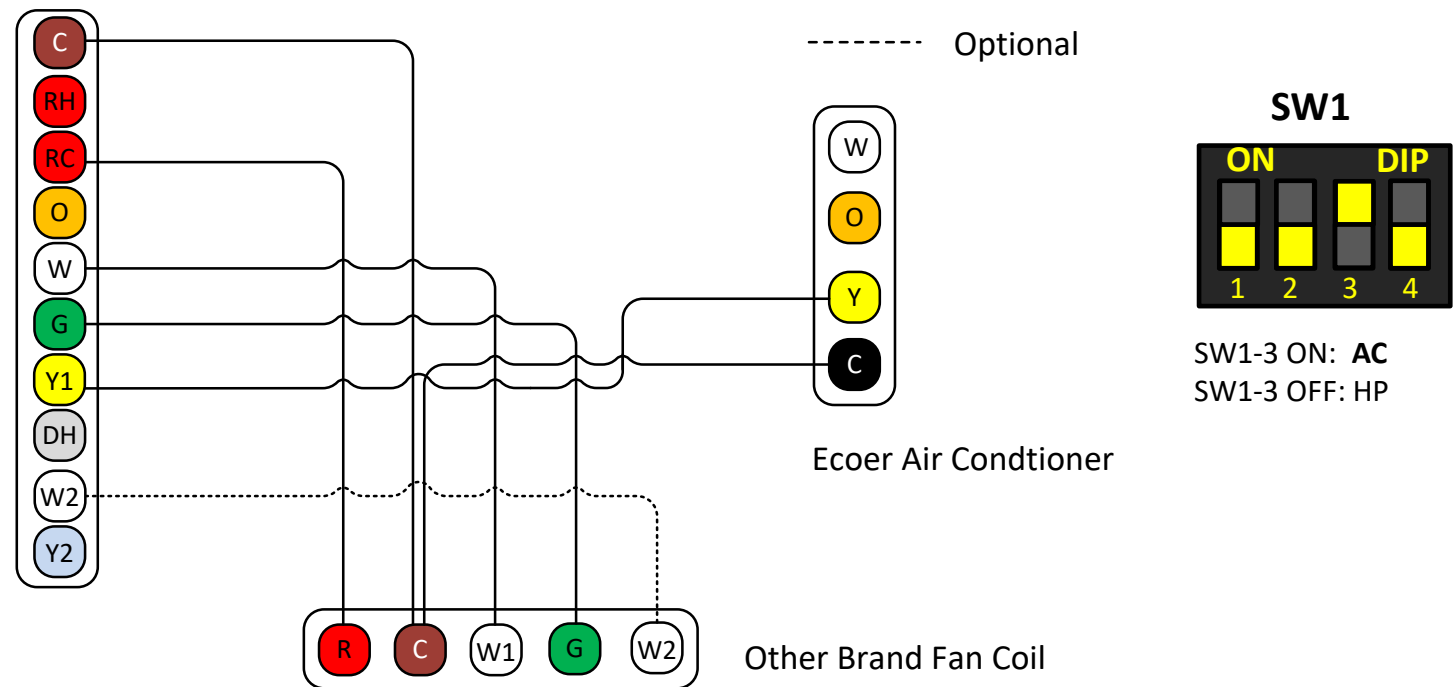 C
RH
RC
O
W
G
Y1
DH
W2
Y2
Optional
W
O
Y
C
Ecoer Air Condtioner
SW1
ON DIP
1 2 3 4
SW1-3 ON: AC
SW1-3 OFF: HP
R C W1 G W2
Other Brand Fan Coil